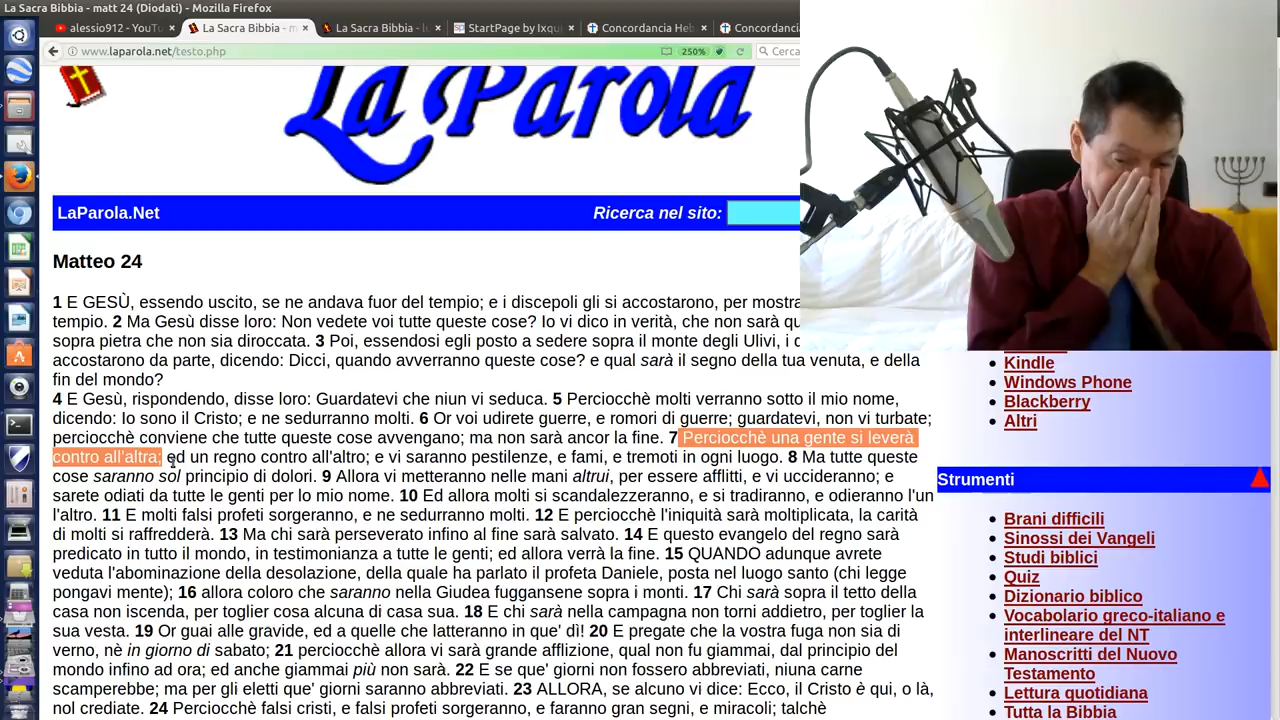 La Sacra Bibbia - matt 24 (Diodati) - Mozilla Firefox
alessio912 - YouT
La Sacra Bibbia - m
La Sacra Bibbia - lu
StartPage by Ixqu
Concordanza Heb
Concordanz
www.laparola.net/testo.php
250%
Cerca
La Parola
LaParola.Net
Ricerca nel sito:
Matteo 24
1 E GESÙ, essendo uscito, se ne andava fuor del tempio; e i discepoli gli si accostarono, per mostra
tempio. 2 Ma Gesù disse loro: Non vedete voi tutte queste cose? Io vi dico in verità, che non sarà qu
sopra pietra che non sia diroccata. 3 Poi, essendosi egli posto a sedere sopra il monte degli Ulivi, i d
accostarono da parte, dicendo: Dicci, quando avverranno queste cose? e qual sarà il segno della tua venuta, e della
fin del mondo?
4 E Gesù, rispondendo, disse loro: Guardatevi che niun vi seduca. 5 Perciocchè molti verranno sotto il mio nome,
dicendo: Io sono il Cristo; e ne sedurranno molti. 6 Or voi udirete guerre, e romori di guerre; guardatevi, non vi turbate;
perciocchè conviene che tutte queste cose avvengano; ma non sarà ancor la fine. 7 Perciocchè una gente si leverà
contro all'altra; ed un regno contro all'altro; e vi saranno pestilenze, e fami, e tremoti in ogni luogo. 8 Ma tutte queste
cose saranno sol principio di dolori. 9 Allora vi metteranno nelle mani altrui, per essere afflitti, e vi uccideranno; e
sarete odiati da tutte le genti per lo mio nome. 10 Ed allora molti si scandalezzeranno, e si tradiranno, e odieranno l'un
l'altro. 11 E molti falsi profeti sorgeranno, e ne sedurranno molti. 12 E perciocchè l'iniquità sarà moltiplicata, la carità
di molti si raffredderà. 13 Ma chi sarà perseverato infino al fine sarà salvato. 14 E questo evangelo del regno sarà
predicato in tutto il mondo, in testimonianza a tutte le genti; ed allora verrà la fine. 15 QUANDO adunque avrete
veduta l'abominazione della desolazione, della quale ha parlato il profeta Daniele, posta nel luogo santo (chi legge
pongavi mente); 16 allora coloro che saranno nella Giudea fuggansene sopra i monti. 17 Chi sarà sopra il tetto della
casa non iscenda, per toglier cosa alcuna di casa sua. 18 E chi sarà nella campagna non torni addietro, per toglier la
sua vesta. 19 Or guai alle gravide, ed a quelle che latteranno in que' dì! 20 E pregate che la vostra fuga non sia di
verno, nè in giorno di sabato; 21 perciocchè allora vi sarà grande afflizione, qual non fu giammai, dal principio del
mondo infino ad ora; ed anche giammai più non sarà. 22 E se que' giorni non fossero abbreviati, niuna carne
scamperebbe; ma per gli eletti que' giorni saranno abbreviati. 23 ALLORA, se alcuno vi dice: Ecco, il Cristo è qui, o là,
nol crediate. 24 Perciocchè falsi cristi, e falsi profeti sorgeranno, e faranno gran segni, e miracoli; talchè
Kindle
Windows Phone
Blackberry
Altri
Strumenti
Brani difficili
Sinossi dei Vangeli
Studi biblici
Quiz
Dizionario biblico
Vocabolario greco-italiano e
interlineare del NT
Manoscritti del Nuovo
Testamento
Lettura quotidiana
Tutta la Bibbia